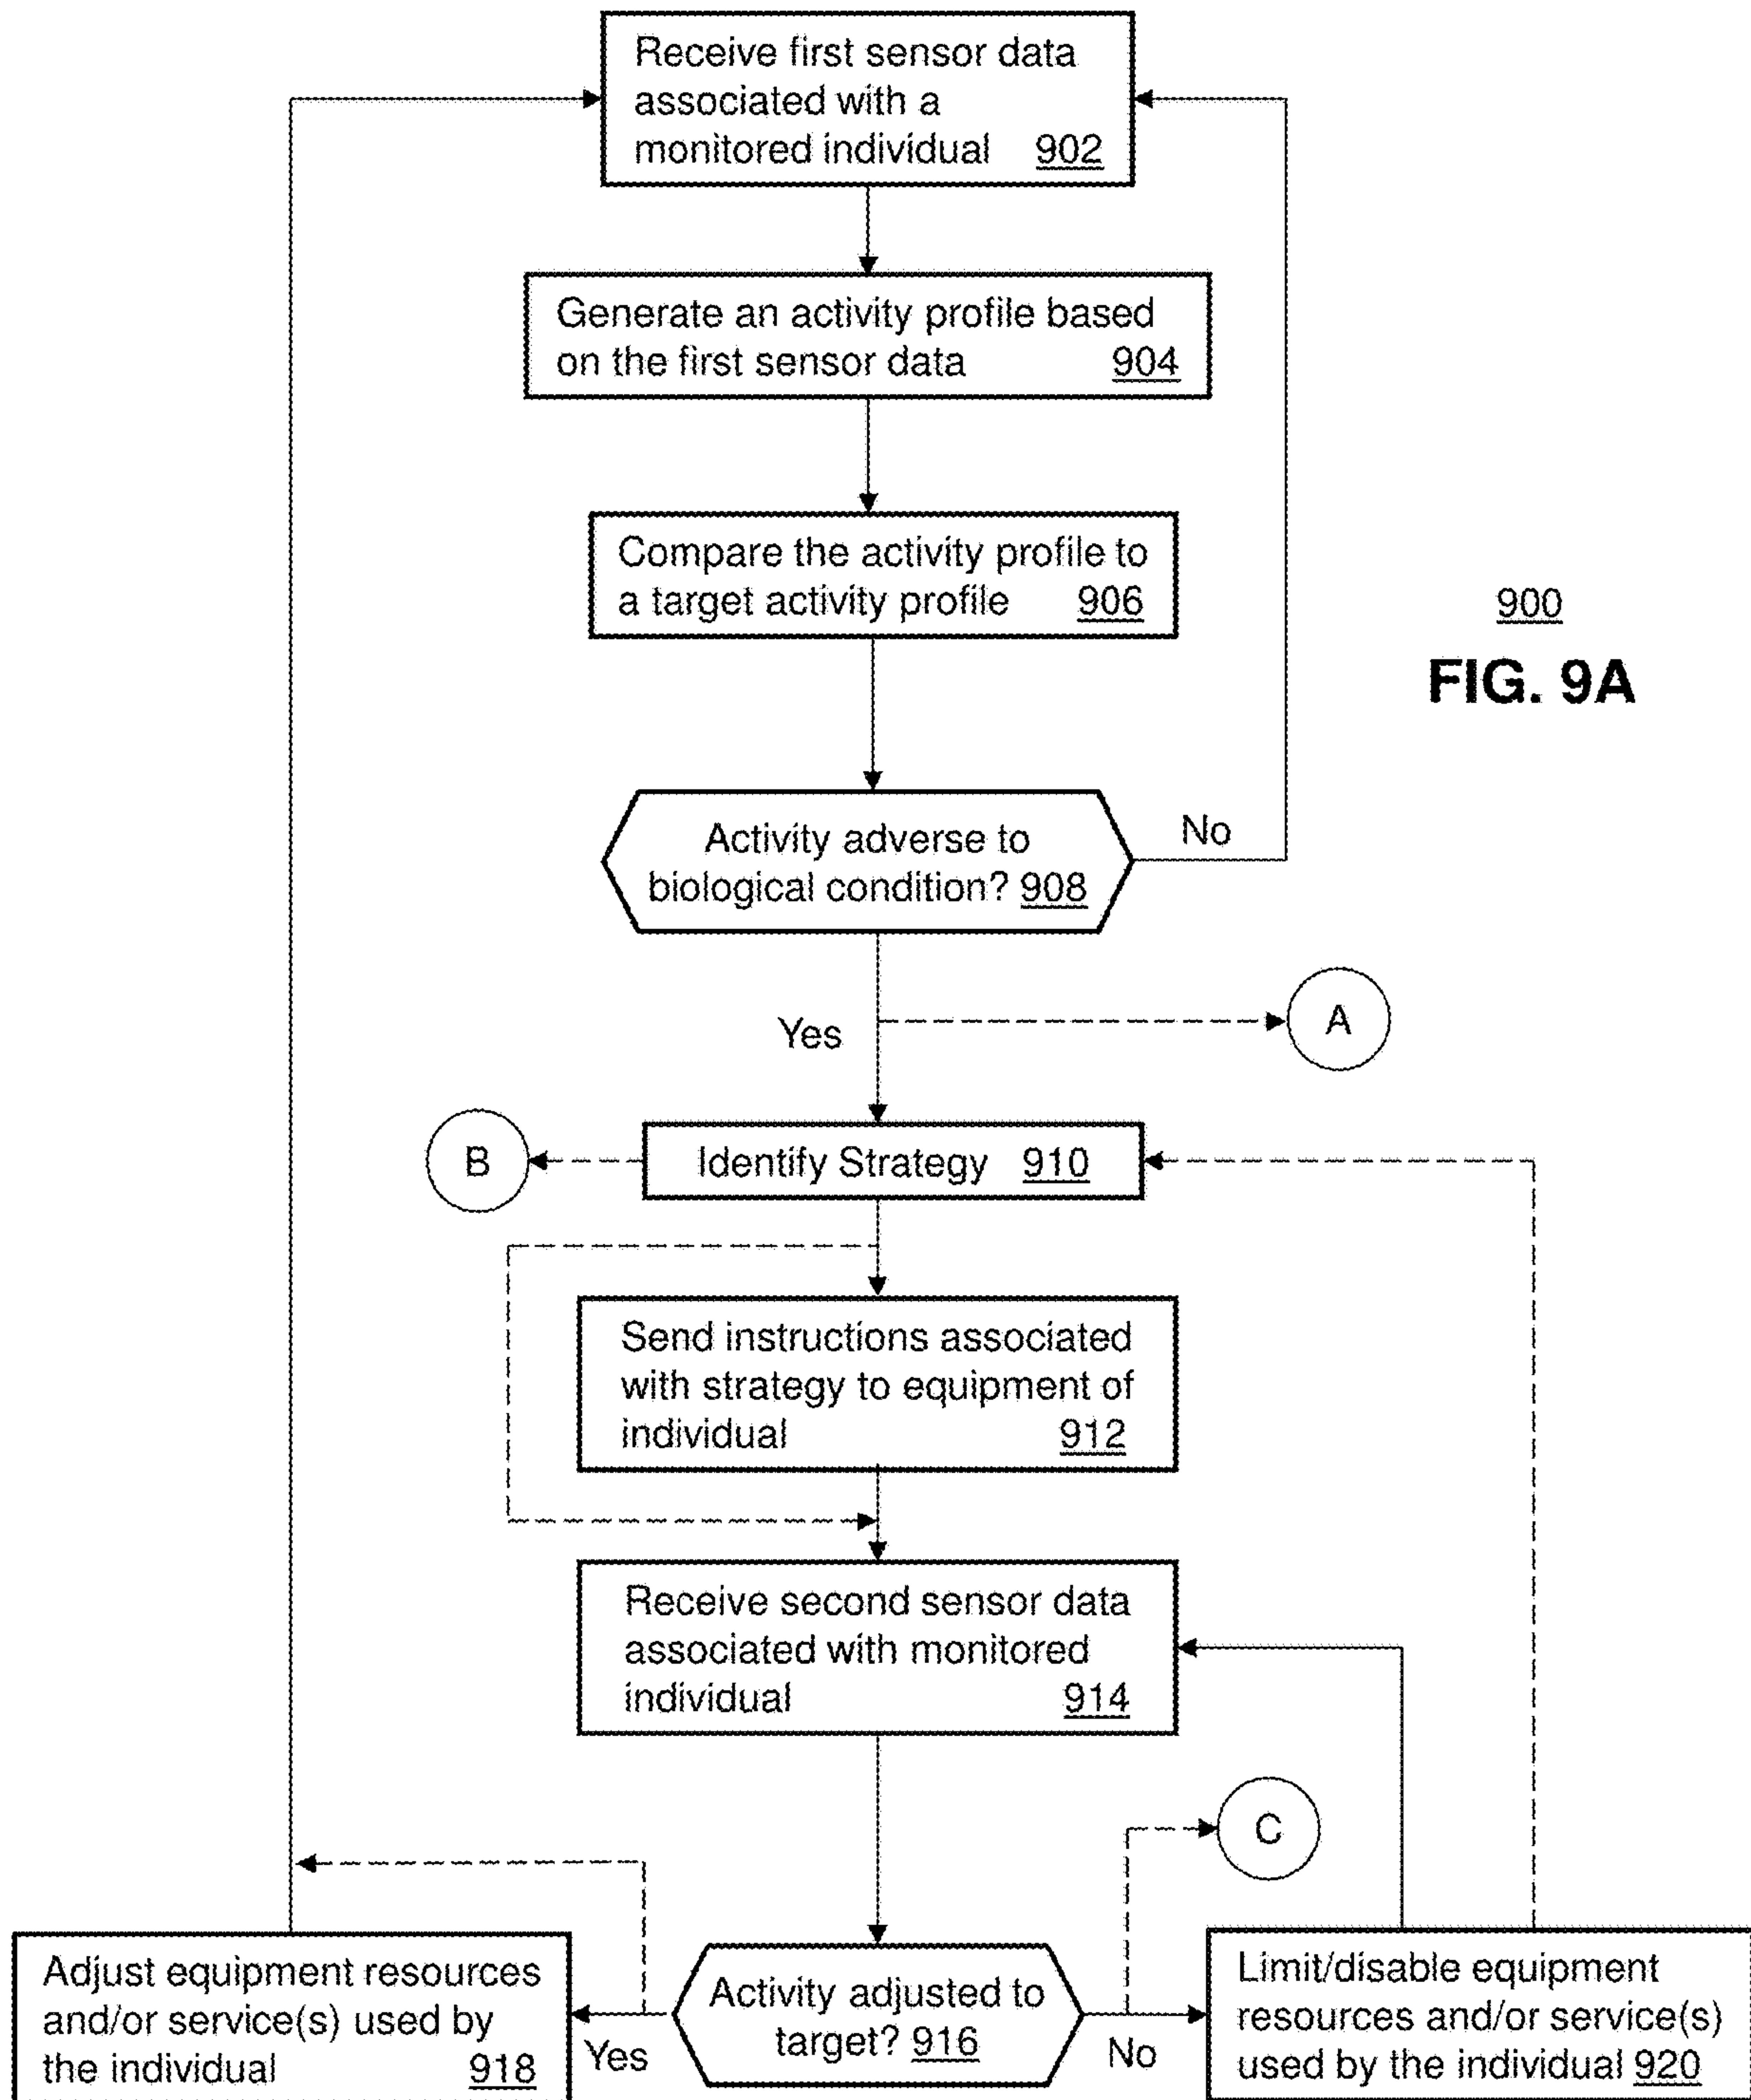 Receive first sensor data
associated with a
monitored individual 902
Generate an activity profile based
on the first sensor data 904
Compare the activity profile to
a target activity profile 906
900
FIG. 9A
Activity adverse to
biological condition? 908
No
Yes
A
B
Identify Strategy 910
Send instructions associated
with strategy to equipment of
individual 912
Receive second sensor data
associated with monitored
individual 914
C
Adjust equipment resources
and/or service(s) used by
the individual 918
Yes
Activity adjusted to
target? 916
No
Limit/disable equipment
resources and/or service(s)
used by the individual 920